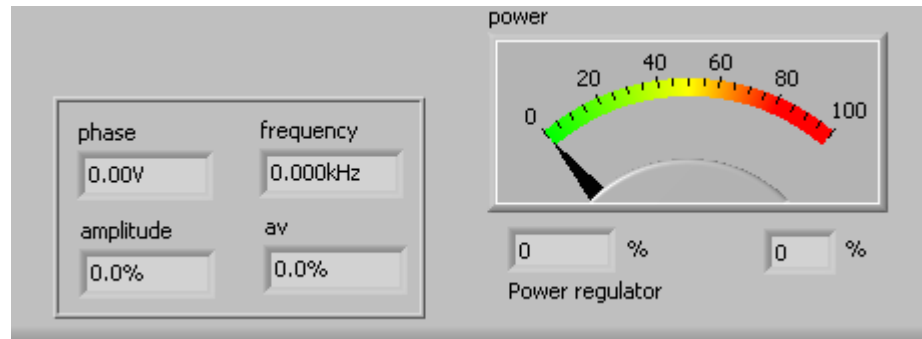 power
0
20
40
60
80
100
phase
frequency
0.00V
0.000kHz
amplitude
av
0.0%
0.0%
0 %
0 %
Power regulator